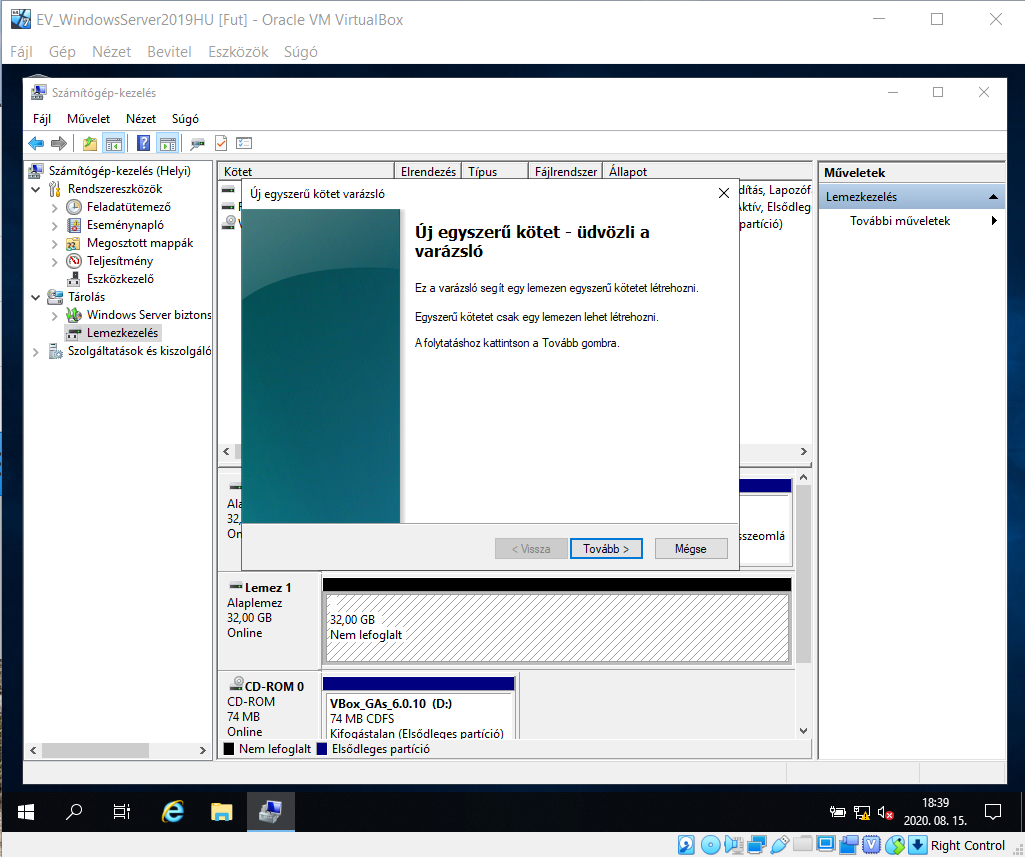 EV_WindowsServer2019HU [Fut] - Oracle VM VirtualBox
Fájl Gép Nézet Bevitel Eszközök Súgó
Számítógép-kezelés
Fájl Művelet Nézet Súgó
Számítógép-kezelés (Helyi)
Rendszereszközök
Feladatütemező
Eseménynapló
Megosztott mappák
Teljesítmény
Eszközkezelő
Tárolás
Windows Server biztons
Lemezkezelés
Szolgáltatások és kiszolgáló
Kötet Elrendezés Típus Fájlrendszer Állapot
dítás, Lapozóf
Aktív, Elsődleg
partíció)
Új egyszerű kötet varázsló
Új egyszerű kötet - üdvözli a
varázsló
Ez a varázsló segít egy lemezen egyszerű kötetet létrehozni.
Egyszerű kötetet csak egy lemezen lehet létrehozni.
A folytatáshoz kattintson a Tovább gombra.
< Vissza Tovább > Mégse
Ala
32,
On
sszeomlá
Lemez 1
Alaplemez
32,00 GB
Online
32,00 GB
Nem lefoglalt
CD-ROM 0
CD-ROM
74 MB
Online
VBox_GAs_6.0.10 (D:)
74 MB CDFS
Kifogástalan (Elsődleges partíció)
Nem lefoglalt Elsődleges partíció
Műveletek
Lemezkezelés
További műveletek
18:39
2020. 08. 15.
Right Control